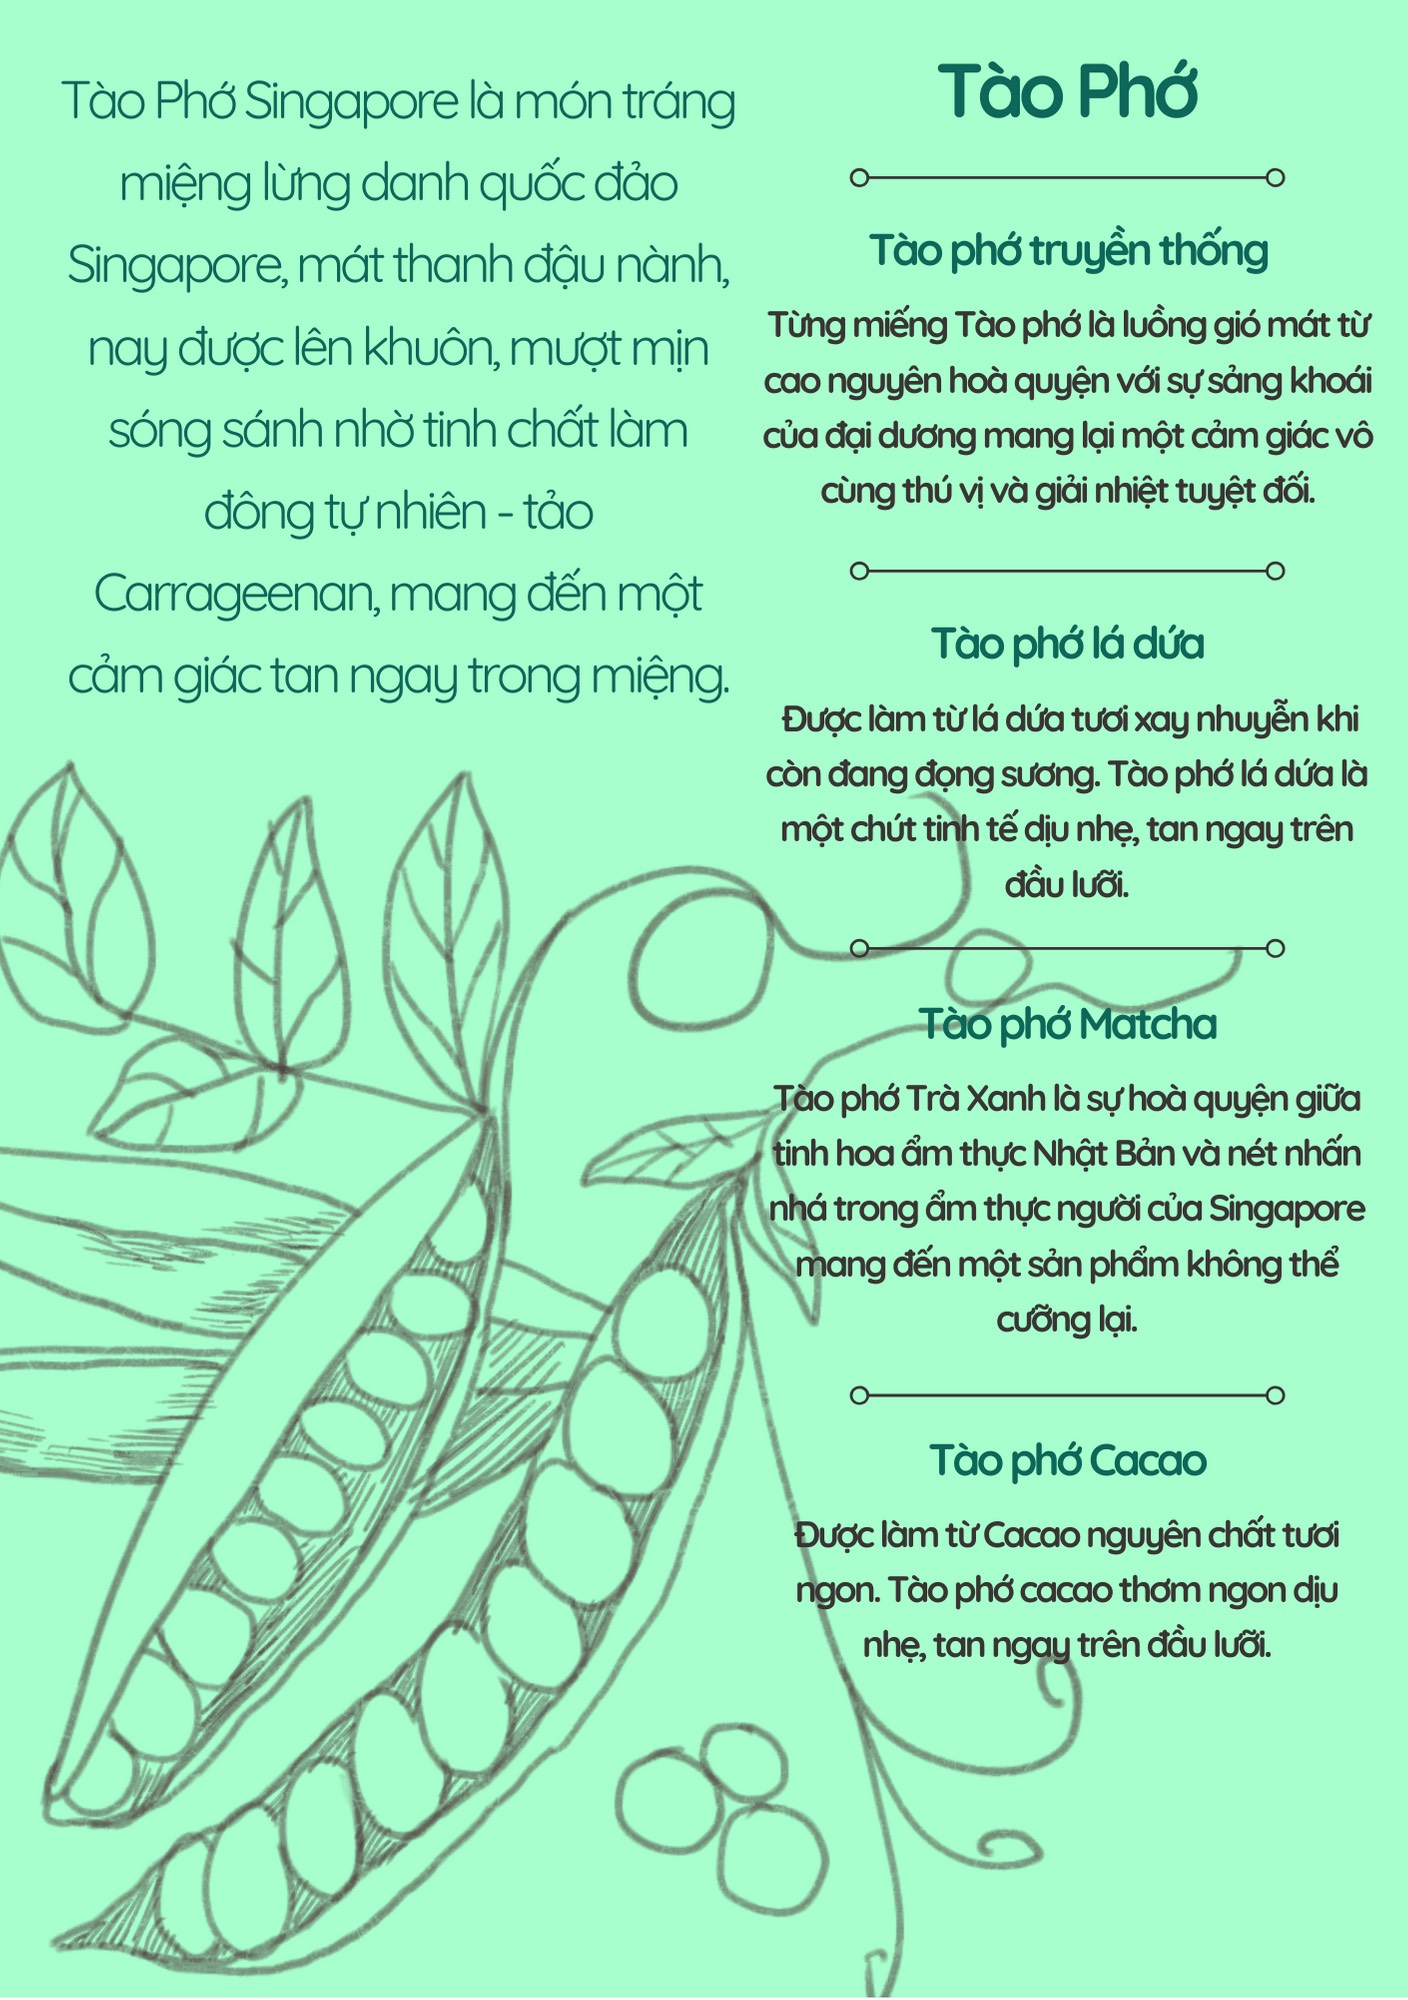 Tào Phớ Singapore là món tráng
miệng lừng danh quốc đảo
Singapore, mát thanh đậu nành,
nay được lên khuôn, mượt mịn
sóng sánh nhờ tinh chất làm
đông tự nhiên - tảo
Carrageenan, mang đến một
cảm giác tan ngay trong miệng.
Tào Phớ
Tào phớ truyền thống
Từng miếng Tào phớ là luồng gió mát từ
cao nguyên hoà quyện với sự sảng khoái
của đại dương mang lại một cảm giác vô
cùng thú vị và giải nhiệt tuyệt đối.
Tào phớ lá dứa
Được làm từ lá dứa tươi xay nhuyễn khi
còn đang đọng sương. Tào phớ lá dứa là
một chút tinh tế dịu nhẹ, tan ngay trên
đầu lưỡi.
Tào phớ Matcha
Tào phớ Trà Xanh là sự hoà quyện giữa
tinh hoa ẩm thực Nhật Bản và nét nhấn
nhá trong ẩm thực người của Singapore
mang đến một sản phẩm không thể
cưỡng lại.
Tào phớ Cacao
Được làm từ Cacao nguyên chất tươi
ngon. Tào phớ cacao thơm ngon dịu
nhẹ, tan ngay trên đầu lưỡi.